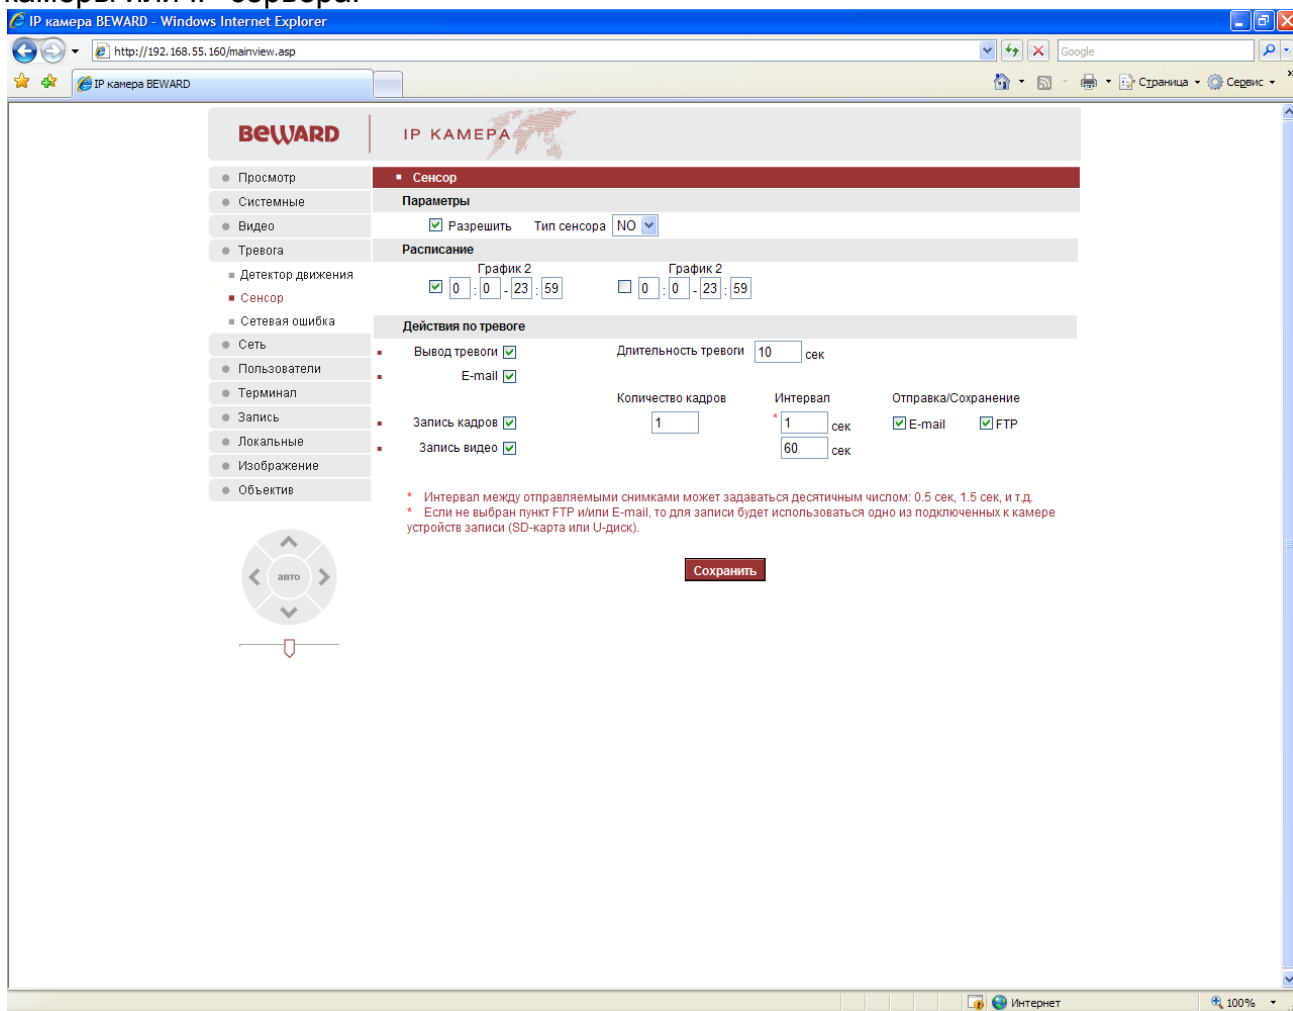 камеры или IP-сервера.
IP камера BEWARD - Windows Internet Explorer
http://192.168.55.160/mainview.asp
Google
IP камера BEWARD
Страница
Сервис
BEWARD
IP КАМЕРА
Просмотр
Системные
Видео
Тревога
Детектор движения
Сенсор
Сетевая ошибка
Сеть
Пользователи
Терминал
Запись
Локальные
Изображение
Объектив
авто
Сенсор
Параметры
Разрешить Тип сенсора NO
Расписание
График 2 График 2
0 : 0 - 23 : 59 0 : 0 - 23 : 59
Действия по тревоге
Вывод тревоги Длительность тревоги 10 сек
E-mail
Количество кадров Интервал Отправка/Сохранение
Запись кадров 1 * 1 сек E-mail FTP
Запись видео 60 сек
* Интервал между отправляемыми снимками может задаваться десятичным числом: 0.5 сек, 1.5 сек, и т.д.
* Если не выбран пункт FTP и/или E-mail, то для записи будет использоваться одно из подключенных к камере
устройств записи (SD-карта или U-диск).
Сохранить
Интернет
100%